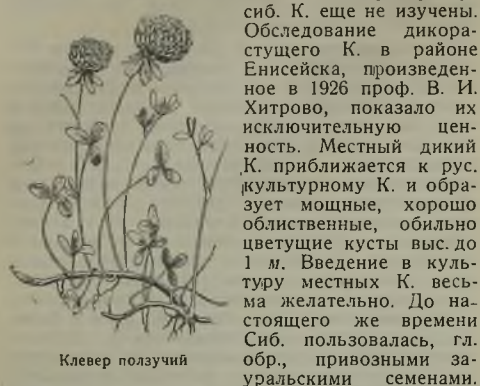 сиб. К. еще не изучены.
Обследование дикора-
стущего К. в районе
Енисейска, произведен-
ное в 1926 проф. В. И.
Хитрово, показало их
исключительную цен-
ность. Местный дикий
К. приближается к рус.
культурному К. и обра-
зует мощные, хорошо
облиственные, обильно
цветущие кусты выс. до
1 м. Введение в куль-
туру местных К. весь-
ма желательно. До на-
стоящего же времени
Сиб. пользовалась, гл.
обр., привозными за-
уральскими семенами.
Клевер ползучий